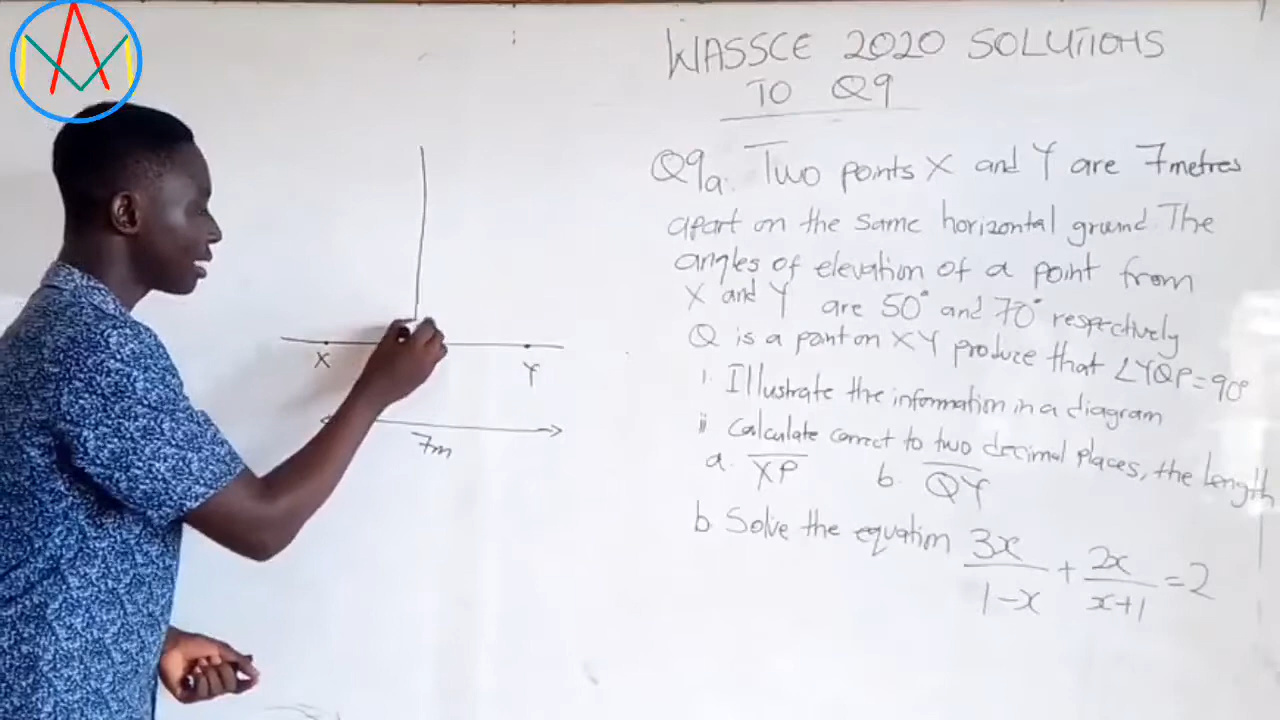 WASSCE 2020 SOLUTIONS
TO Q9
Q9a. Two points X and Y are 7metres
apart on the same horizontal ground The
angles of elevation of a point from
X and Y are 50° and 70° respectively
Q is a point on XY produce that ∠YQP=90°
i. Illustrate the information in a diagram
ii Calculate correct to two decimal places, the length
a. X̅P̅ b. Q̅Y̅
b Solve the equation 3x/(1-x) + 2x/(x+1) = 2
X Y
7m